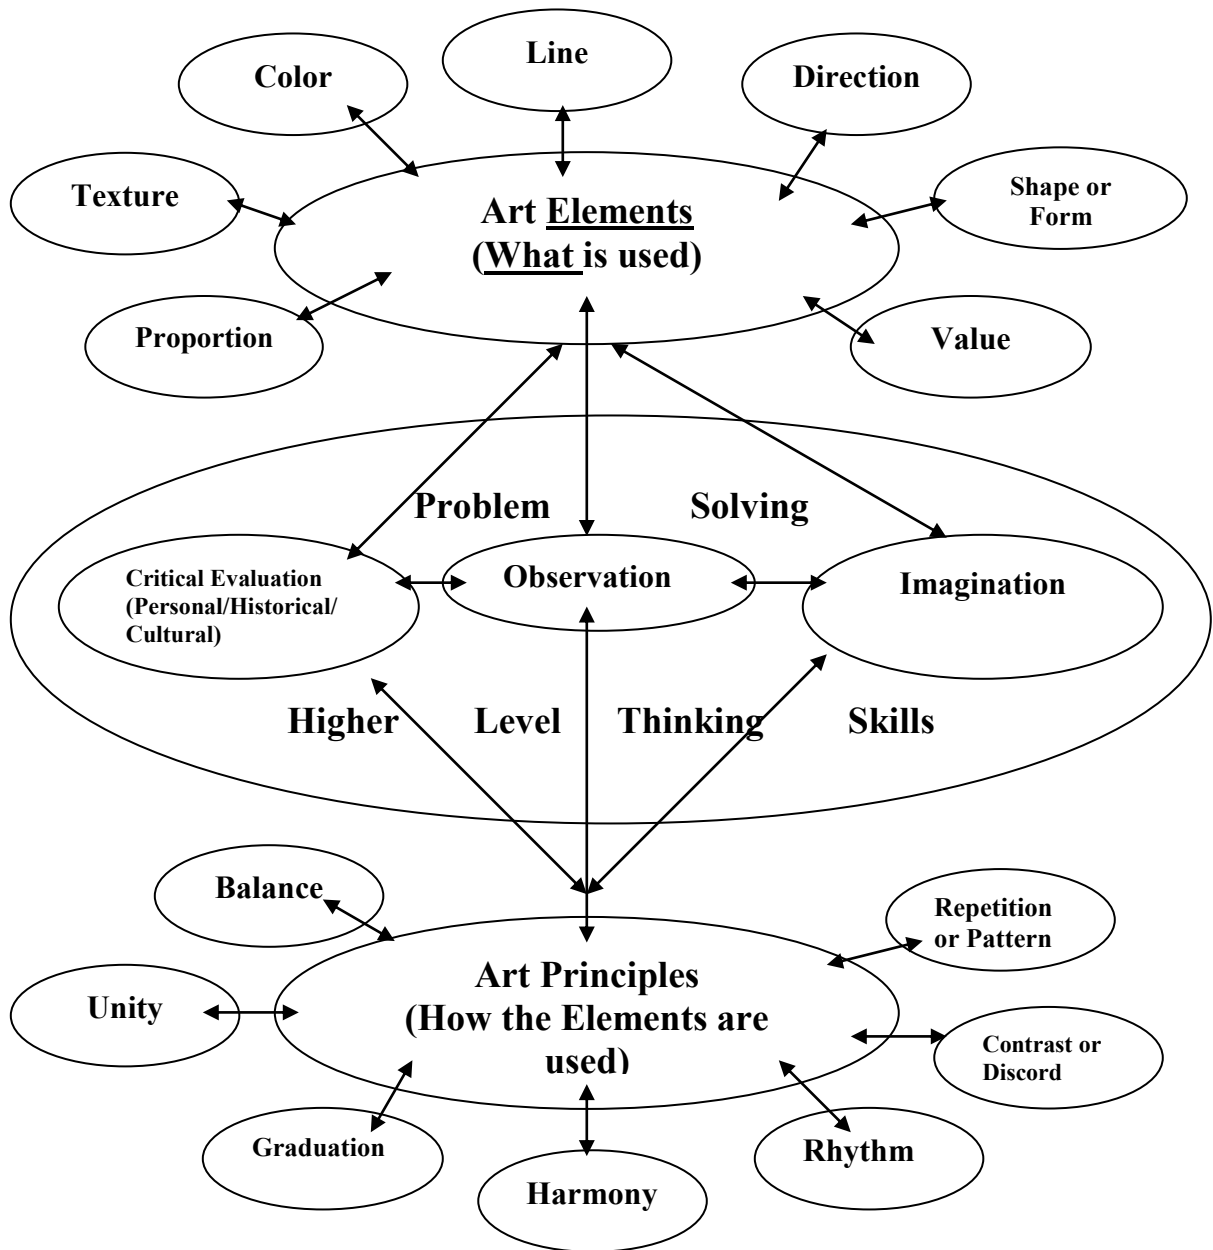 Line
Color
Direction
Texture
Shape or
Form
Art Elements
(What is used)
Proportion
Value
Problem Solving
Critical Evaluation
(Personal/Historical/
Cultural)
Observation
Imagination
Higher Level Thinking Skills
Balance
Repetition
or Pattern
Art Principles
(How the Elements are
used)
Unity
Contrast or
Discord
Graduation
Rhythm
Harmony